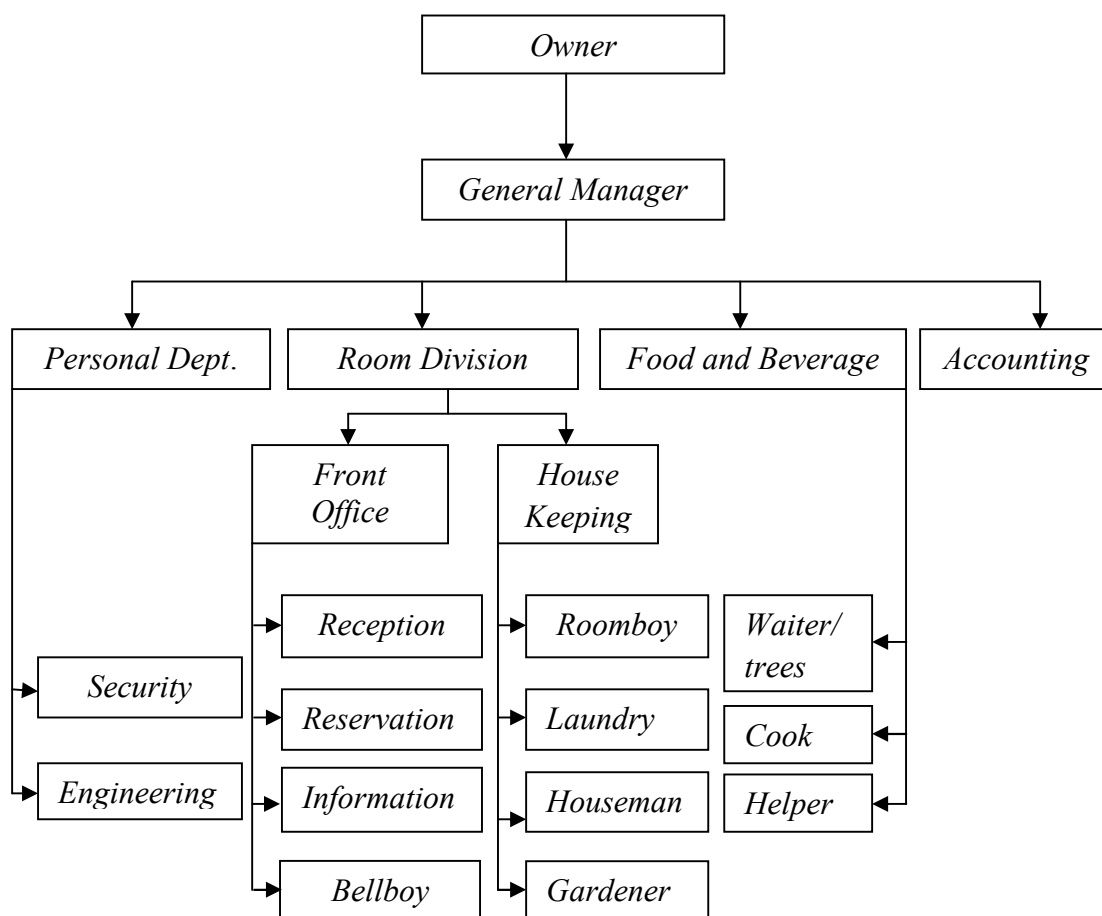 Owner
General Manager
Personal Dept.
Room Division
Food and Beverage
Accounting
Front
Office
House
Keeping
Reception
Roomboy
Waiter/
trees
Security
Reservation
Laundry
Cook
Engineering
Information
Houseman
Helper
Bellboy
Gardener